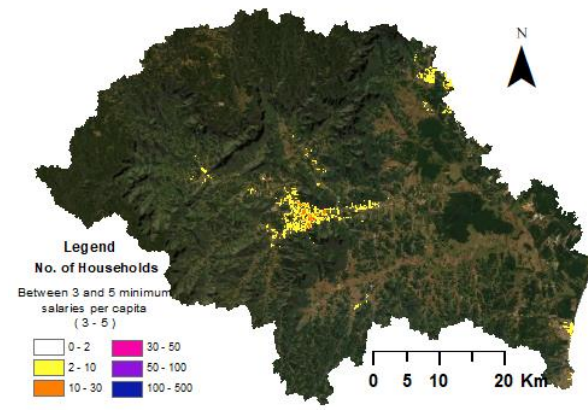 N
Legend
No. of Households
Between 3 and 5 minimum
salaries per capita
( 3 - 5 )
0 - 2
30 - 50
2 - 10
50 - 100
10 - 30
100 - 500
0 5 10 20 Km